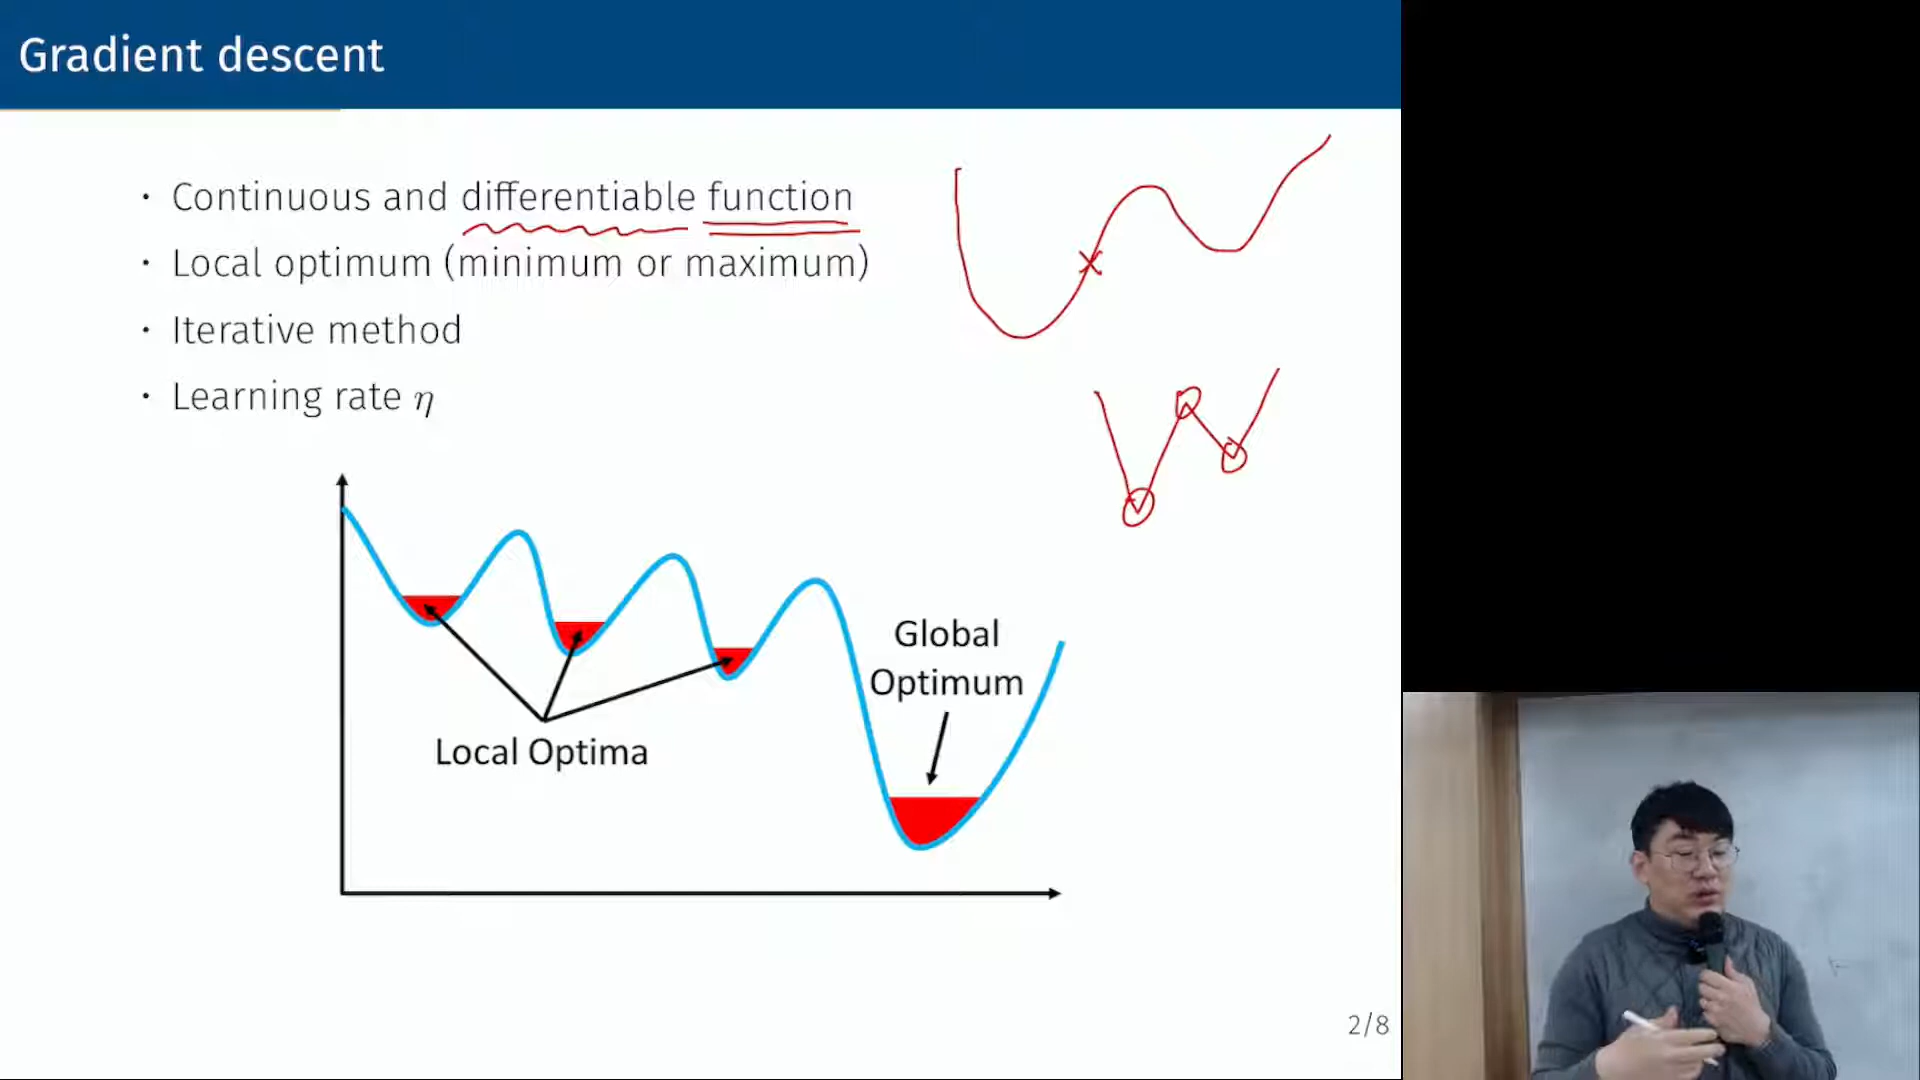 Gradient descent
· Continuous and differentiable function
· Local optimum (minimum or maximum)
· Iterative method
· Learning rate η
Global
Optimum
Local Optima
2/8